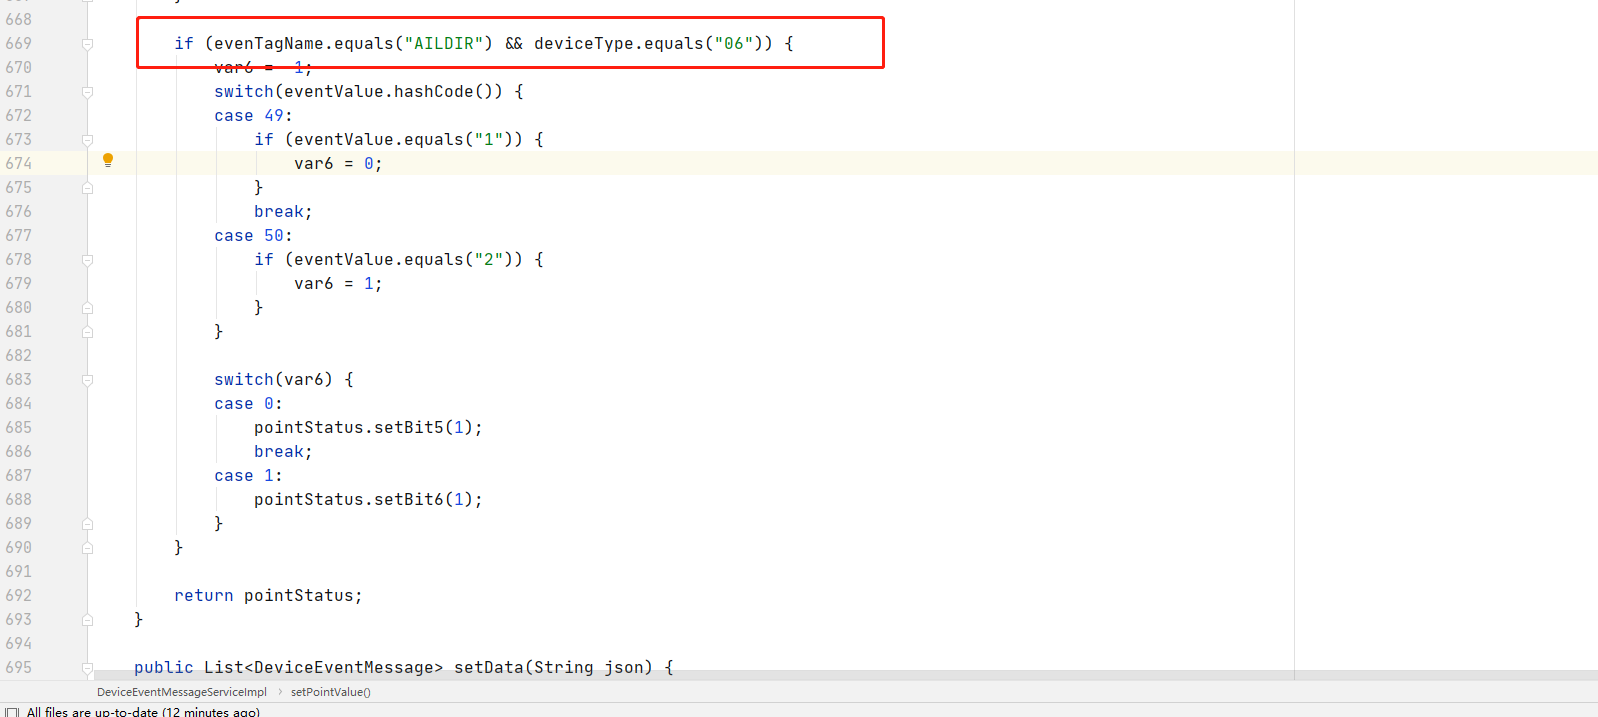 668
669 if (evenTagName.equals("AILDIR") && deviceType.equals("06")) {
670 var6 = -1;
671 switch(eventValue.hashCode()) {
672 case 49:
673 if (eventValue.equals("1")) {
674 var6 = 0;
675 }
676 break;
677 case 50:
678 if (eventValue.equals("2")) {
679 var6 = 1;
680 }
681 }
682
683 switch(var6) {
684 case 0:
685 pointStatus.setBit5(1);
686 break;
687 case 1:
688 pointStatus.setBit6(1);
689 }
690 }
691
692 return pointStatus;
693 }
694
695 public List<DeviceEventMessage> setData(String json) {
DeviceEventMessageServiceImpl › setPointValue()
All files are up-to-date (12 minutes ago)